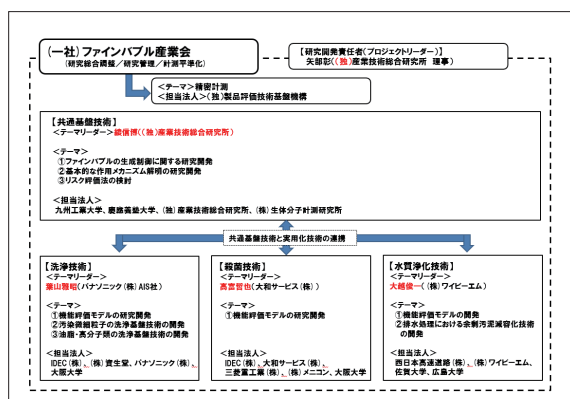 (一社)ファインバブル産業会
(研究総合調整/研究管理/計測平準化)
【研究開発責任者(プロジェクトリーダー)
矢部彰((独)産業技術総合研究所 理事)
<テーマ>精密計測
<担当法人>(独)製品評価技術基盤機構
【共通基盤技術】
<テーマリーダー>綾信博((独)産業技術総合研究所)
<テーマ>
①ファインバブルの生成制御に関する研究開発
②基本的な作用メカニズム解明の研究開発
③リスク評価法の検討
<担当法人>
九州工業大学、慶應義塾大学、(独)産業技術総合研究所、(株)生体分子計測研究所
共通基盤技術と実用化技術の連携
【洗浄技術】
<テーマリーダー>
葉山雅昭(パナソニック(株)AIS社)
<テーマ>
①機能評価モデルの研究開発
②汚染微細粒子の洗浄基盤技術の開発
③油脂・高分子類の洗浄基盤技術の開発
<担当法人>
IDEC(株)、(株)資生堂、パナソニック(株)、
大阪大学
【殺菌技術】
<テーマリーダー>
高宮哲也(大和サービス(株))
<テーマ>
①機能評価モデルの研究開発
<担当法人>
IDEC(株)、大和サービス(株)、
三菱重工業(株)、(株)メニコン、大阪大学
【水質浄化技術】
<テーマリーダー>
大越俊一((株)ワイビーエム)
<テーマ>
①機能評価モデルの開発
②排水処理における余剰汚泥減容化技術
の開発
<担当法人>
西日本高速道路(株)、(株)ワイビーエム、
佐賀大学、広島大学